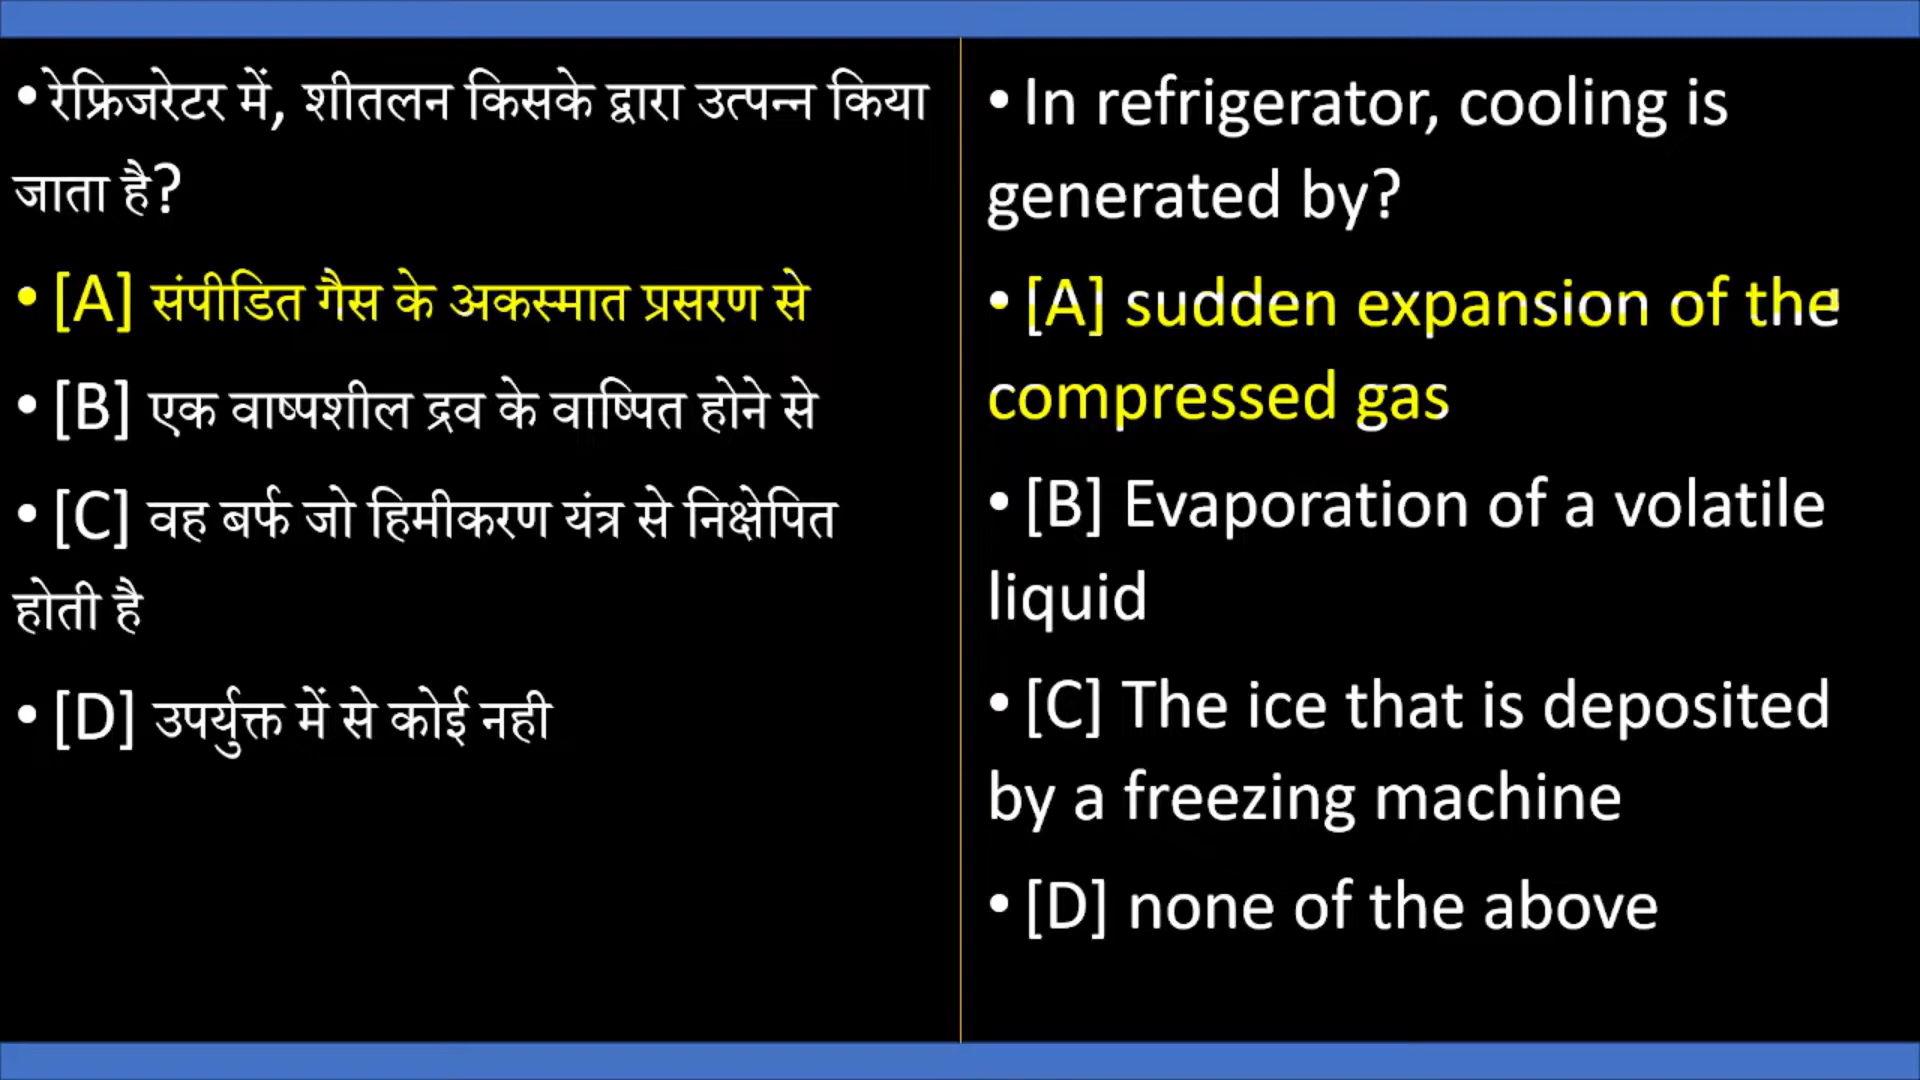 • रेफ्रिजरेटर में, शीतलन किसके द्वारा उत्पन्न किया
जाता है?
• [A] संपीडित गैस के अकस्मात प्रसरण से
• [B] एक वाष्पशील द्रव के वाष्पित होने से
• [C] वह बर्फ जो हिमीकरण यंत्र से निक्षेपित
होती है
• [D] उपर्युक्त में से कोई नही
• In refrigerator, cooling is
generated by?
• [A] sudden expansion of the
compressed gas
• [B] Evaporation of a volatile
liquid
• [C] The ice that is deposited
by a freezing machine
• [D] none of the above